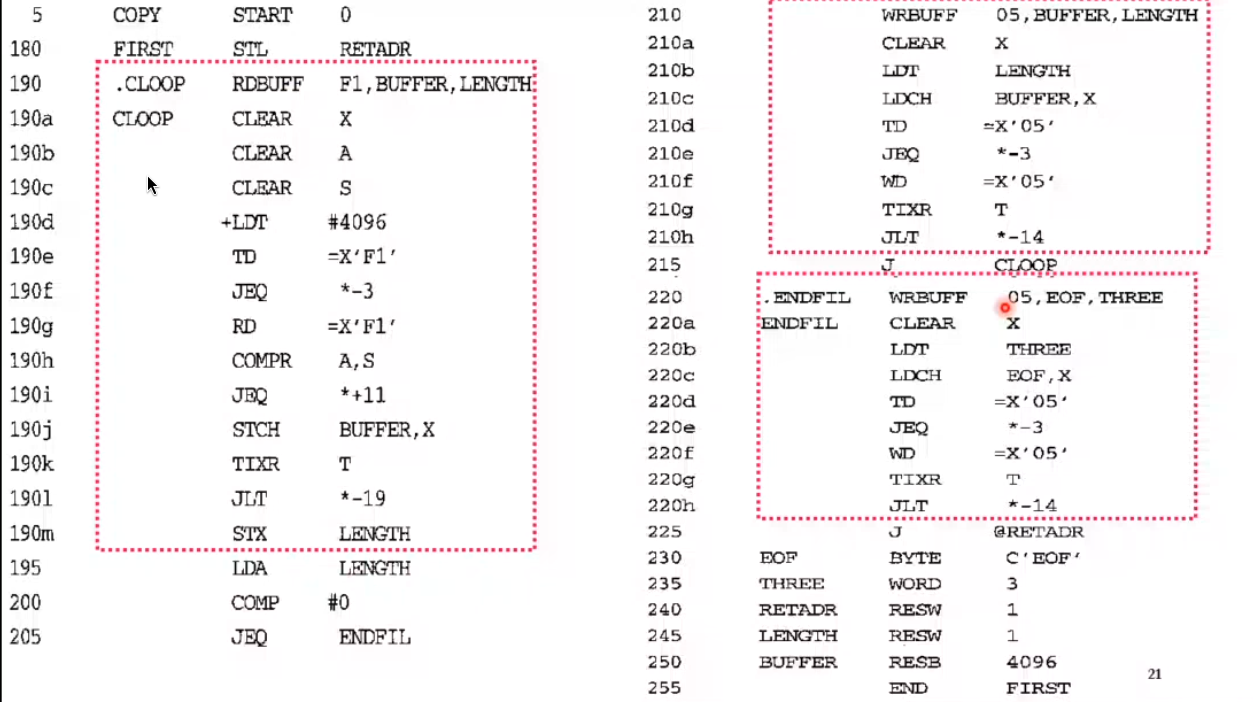 5 COPY START 0
180 FIRST STL RETADR
190 .CLOOP RDBUFF F1,BUFFER,LENGTH
190a CLOOP CLEAR X
190b CLEAR A
190c CLEAR S
190d +LDT #4096
190e TD =X'F1'
190f JEQ *-3
190g RD =X'F1'
190h COMPR A,S
190i JEQ *+11
190j STCH BUFFER,X
190k TIXR T
190l JLT *-19
190m STX LENGTH
195 LDA LENGTH
200 COMP #0
205 JEQ ENDFIL
210 WRBUFF 05,BUFFER,LENGTH
210a CLEAR X
210b LDT LENGTH
210c LDCH BUFFER,X
210d TD =X'05'
210e JEQ *-3
210f WD =X'05'
210g TIXR T
210h JLT *-14
215 J CLOOP
220 .ENDFIL WRBUFF 05,EOF,THREE
220a ENDFIL CLEAR X
220b LDT THREE
220c LDCH EOF,X
220d TD =X'05'
220e JEQ *-3
220f WD =X'05'
220g TIXR T
220h JLT *-14
225 J @RETADR
230 EOF BYTE C'EOF'
235 THREE WORD 3
240 RETADR RESW 1
245 LENGTH RESW 1
250 BUFFER RESB 4096
255 END FIRST
21